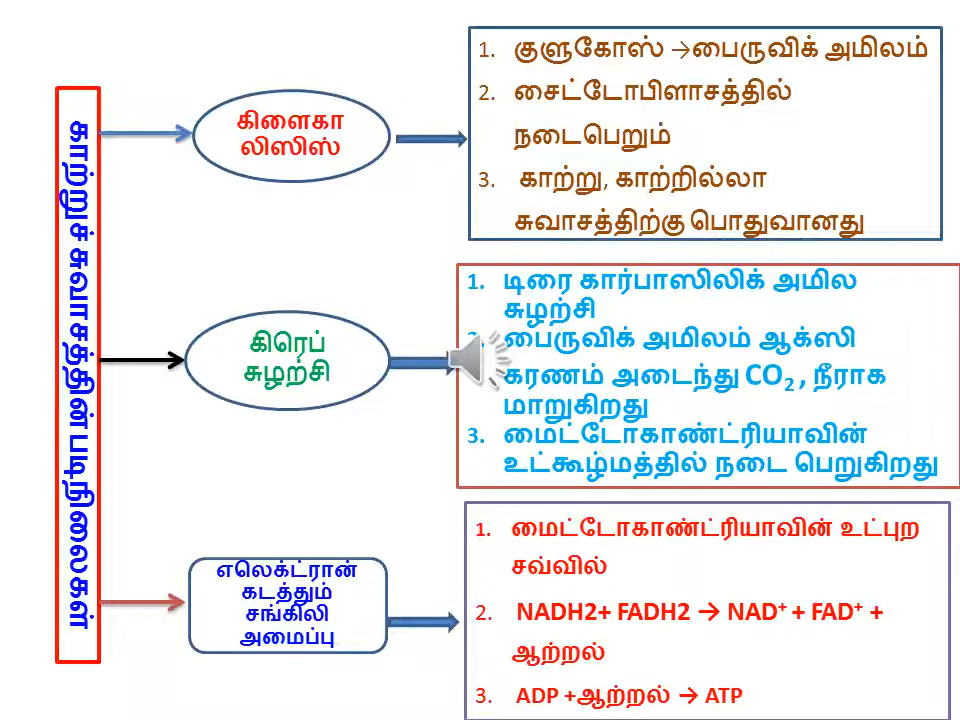 காற்றுச் சுவாசத்தின் படிநிலைகள்
கிளைகா
லிஸிஸ்
1. குளுகோஸ் →பைருவிக் அமிலம்
2. சைட்டோபிளாசத்தில்
நடைபெறும்
3. காற்று, காற்றில்லா
சுவாசத்திற்கு பொதுவானது
கிரெப்
சுழற்சி
1. டிரை கார்பாஸிலிக் அமில
சுழற்சி
பைருவிக் அமிலம் ஆக்ஸி
கரணம் அடைந்து CO₂ , நீராக
மாறுகிறது
3. மைட்டோகாண்ட்ரியாவின்
உட்கூழ்மத்தில் நடை பெறுகிறது
எலெக்ட்ரான்
கடத்தும்
சங்கிலி
அமைப்பு
1. மைட்டோகாண்ட்ரியாவின் உட்புற
சவ்வில்
2. NADH2+ FADH2 → NAD⁺ + FAD⁺ +
ஆற்றல்
3. ADP +ஆற்றல் → ATP